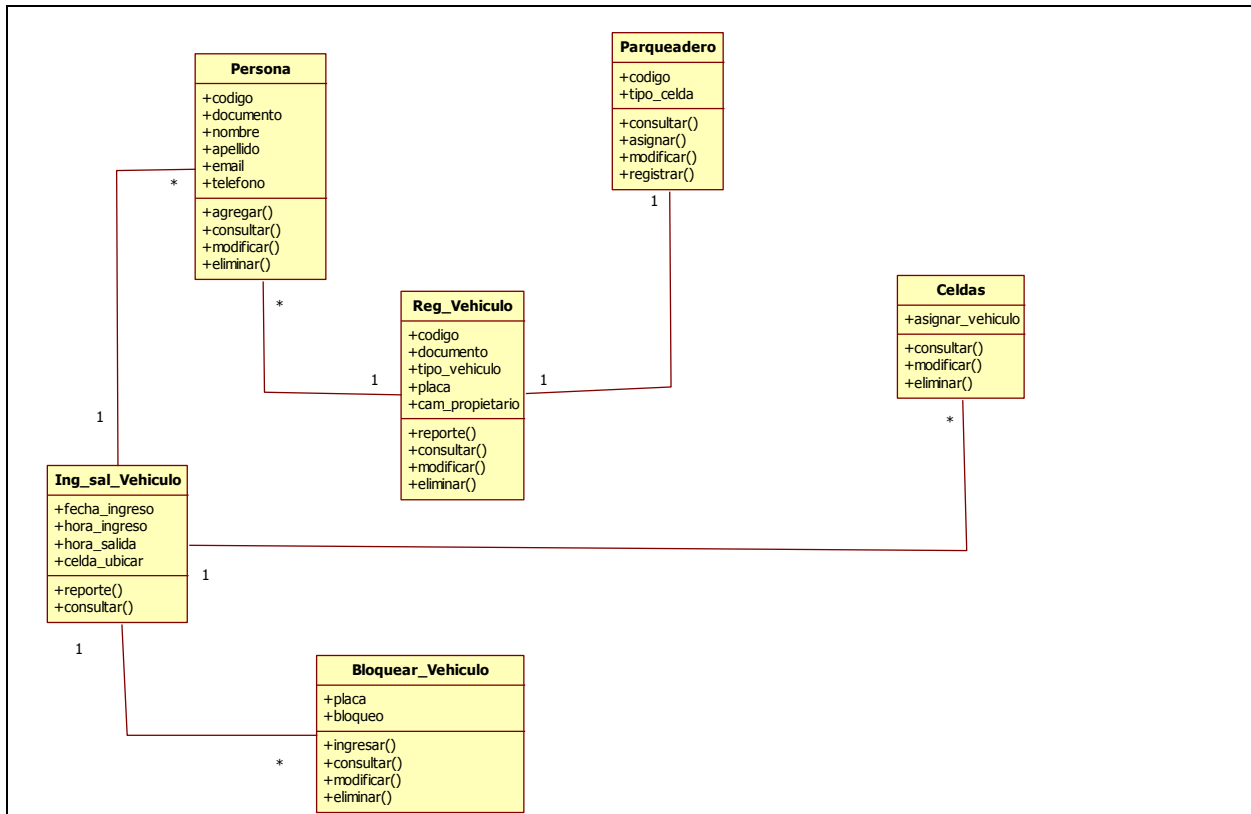 Persona
+codigo
+documento
+nombre
+apellido
+email
+telefono
+agregar()
+consultar()
+modificar()
+eliminar()
*
*
Parqueadero
+codigo
+tipo_celda
+consultar()
+asignar()
+modificar()
+registrar()
1
Reg_Vehiculo
+codigo
+documento
+tipo_vehiculo
+placa
+cam_propietario
+reporte()
+consultar()
+modificar()
+eliminar()
1
1
Celdas
+asignar_vehiculo
+consultar()
+modificar()
+eliminar()
*
1
Ing_sal_Vehiculo
+fecha_ingreso
+hora_ingreso
+hora_salida
+celda_ubicar
+reporte()
+consultar()
1
1
Bloquear_Vehiculo
+placa
+bloqueo
+ingresar()
+consultar()
+modificar()
+eliminar()
*